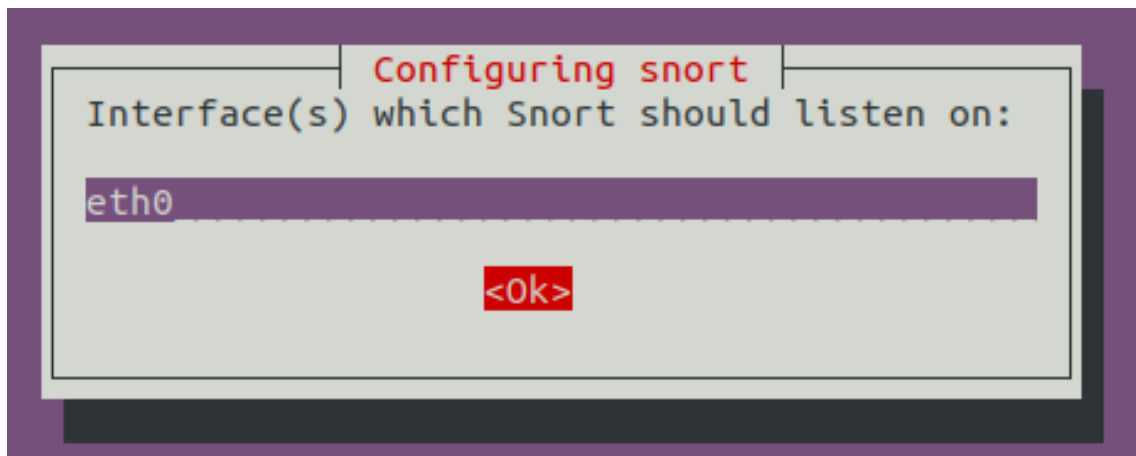 Configuring snort
Interface(s) which Snort should listen on:
eth0
<Ok>